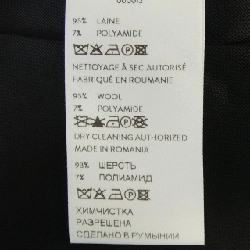 93% LAINE
7% POLYAMIDE
NETTOYAGE À SEC AUTORISÉ
FABRIQUÉ EN ROUMANIE
93% WOOL
7% POLYAMIDE
DRY CLEANING AUTHORIZED
MADE IN ROMANIA
93% ШЕРСТЬ
7% ПОЛИАМИД
ХИМЧИСТКА
РАЗРЕШЕНА
СДЕЛАНО В РУМЫНИИ